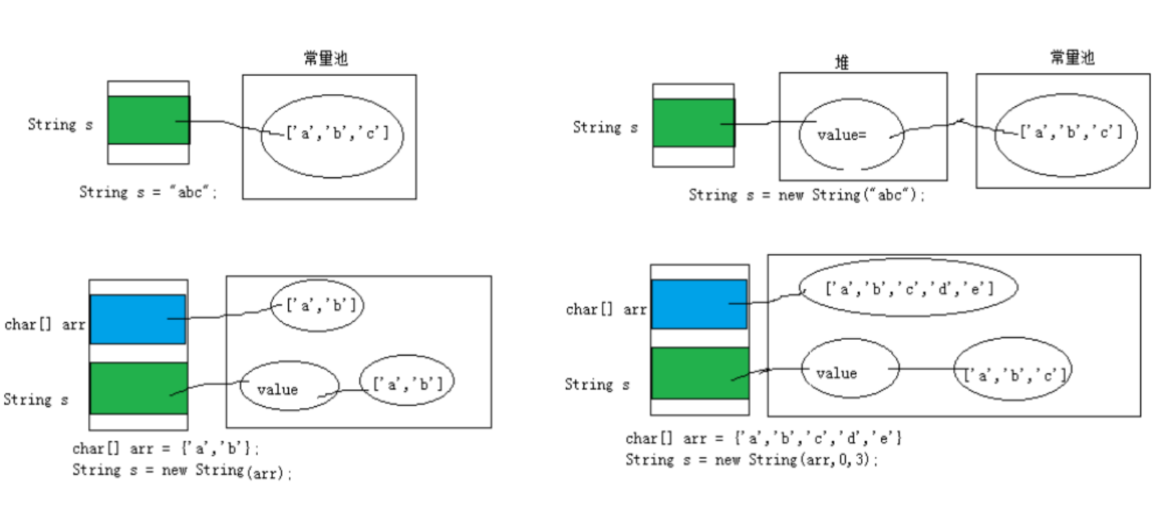 常量池
String s
['a','b','c']
String s = "abc";
堆
常量池
String s
value=
['a','b','c']
String s = new String("abc");
char[] arr
['a','b']
String s
value
['a','b']
char[] arr = {'a','b'};
String s = new String(arr);
char[] arr
['a','b','c','d','e']
String s
value
['a','b','c']
char[] arr = {'a','b','c','d','e'}
String s = new String(arr,0,3);